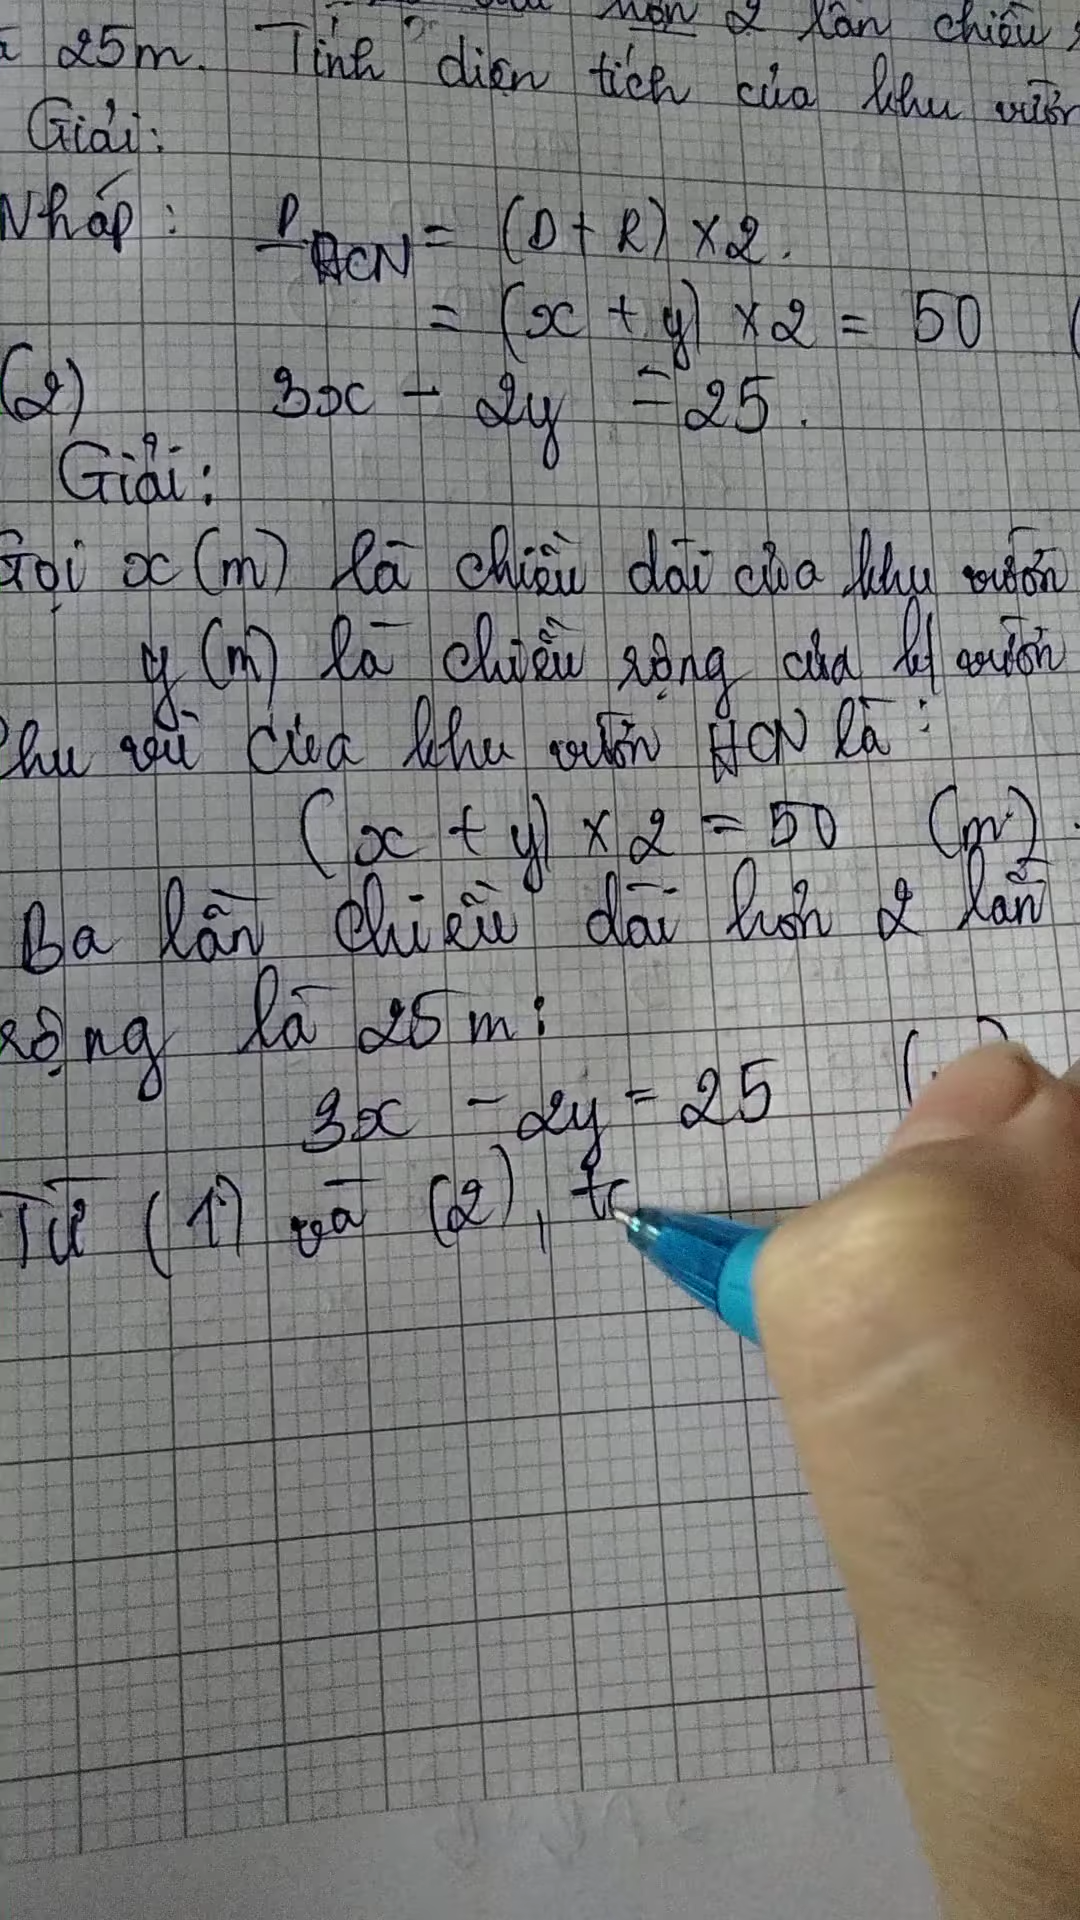 hơn 2 lần chiều
25m. Tính diện tích của khu vườn
Giải:
Nháp: P HCN = (D + R) × 2.
= (x + y) × 2 = 50 (
(2) 3x - 2y = 25.
Giải:
Gọi x (m) là chiều dài của khu vườn
y (m) là chiều rộng của k/ vườn
Chu vi của khu vườn HCN là:
(x + y) × 2 = 50 (m).
Ba lần chiều dài hơn 2 lần
rộng là 25m:
3x - 2y = 25 (
Từ (1) và (2), t